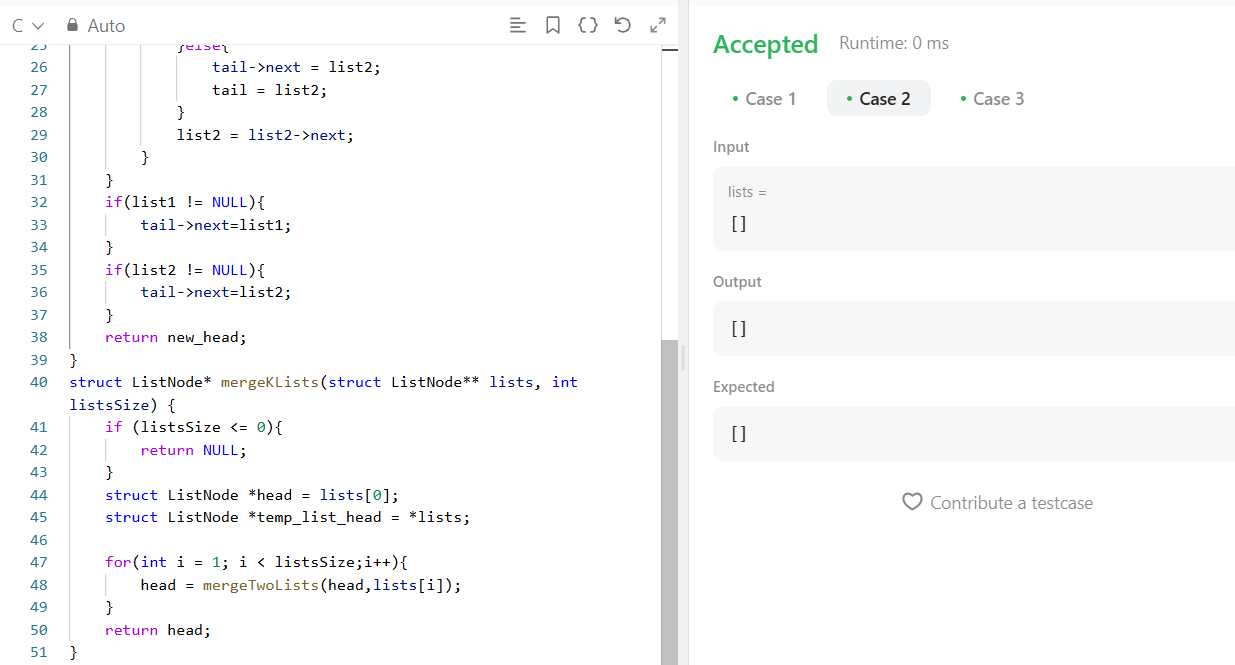 C Auto
25 }else{
26 tail->next = list2;
27 tail = list2;
28 }
29 list2 = list2->next;
30 }
31 }
32 if(list1 != NULL){
33 tail->next=list1;
34 }
35 if(list2 != NULL){
36 tail->next=list2;
37 }
38 return new_head;
39 }
40 struct ListNode* mergeKLists(struct ListNode** lists, int
listsSize) {
41 if (listsSize <= 0){
42 return NULL;
43 }
44 struct ListNode *head = lists[0];
45 struct ListNode *temp_list_head = *lists;
46
47 for(int i = 1; i < listsSize;i++){
48 head = mergeTwoLists(head,lists[i]);
49 }
50 return head;
51 }
Accepted Runtime: 0 ms
• Case 1 • Case 2 • Case 3
Input
lists =
[]
Output
[]
Expected
[]
Contribute a testcase